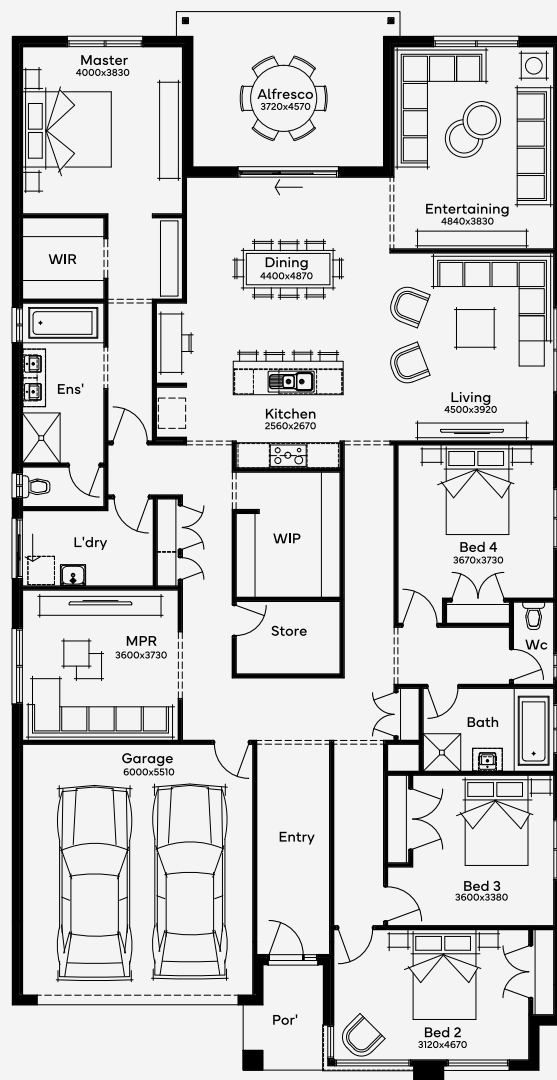 Master
4000x3830
Alfresco
3720x4570
Entertaining
4840x3830
WIR
Dining
4400x4870
Ens'
Living
4500x3920
Kitchen
2560x2670
L'dry
WIP
Bed 4
3670x3730
MPR
3600x3730
Store
Wc
Bath
Garage
6000x5510
Entry
Bed 3
3600x3380
Por'
Bed 2
3120x4670